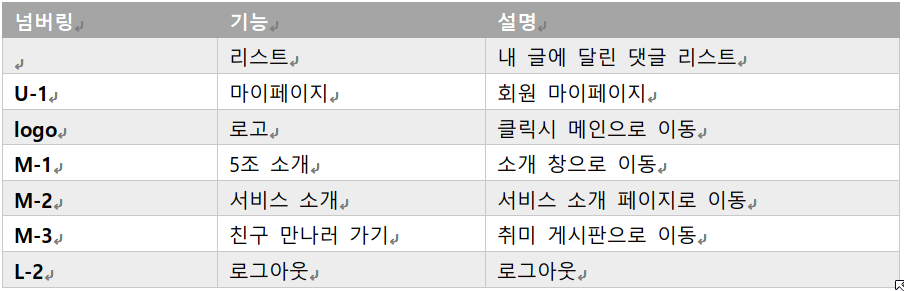 넘버링 기능 설명
리스트 내 글에 달린 댓글 리스트
U-1 마이페이지 회원 마이페이지
logo 로고 클릭시 메인으로 이동
M-1 5조 소개 소개 창으로 이동
M-2 서비스 소개 서비스 소개 페이지로 이동
M-3 친구 만나러 가기 취미 게시판으로 이동
L-2 로그아웃 로그아웃